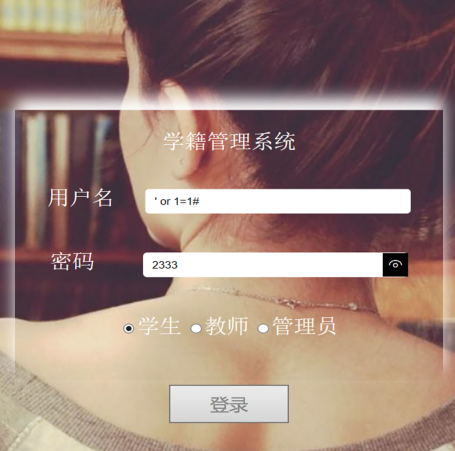 学籍管理系统
用户名 ' or 1=1#
密码 2333
学生 教师 管理员
登录